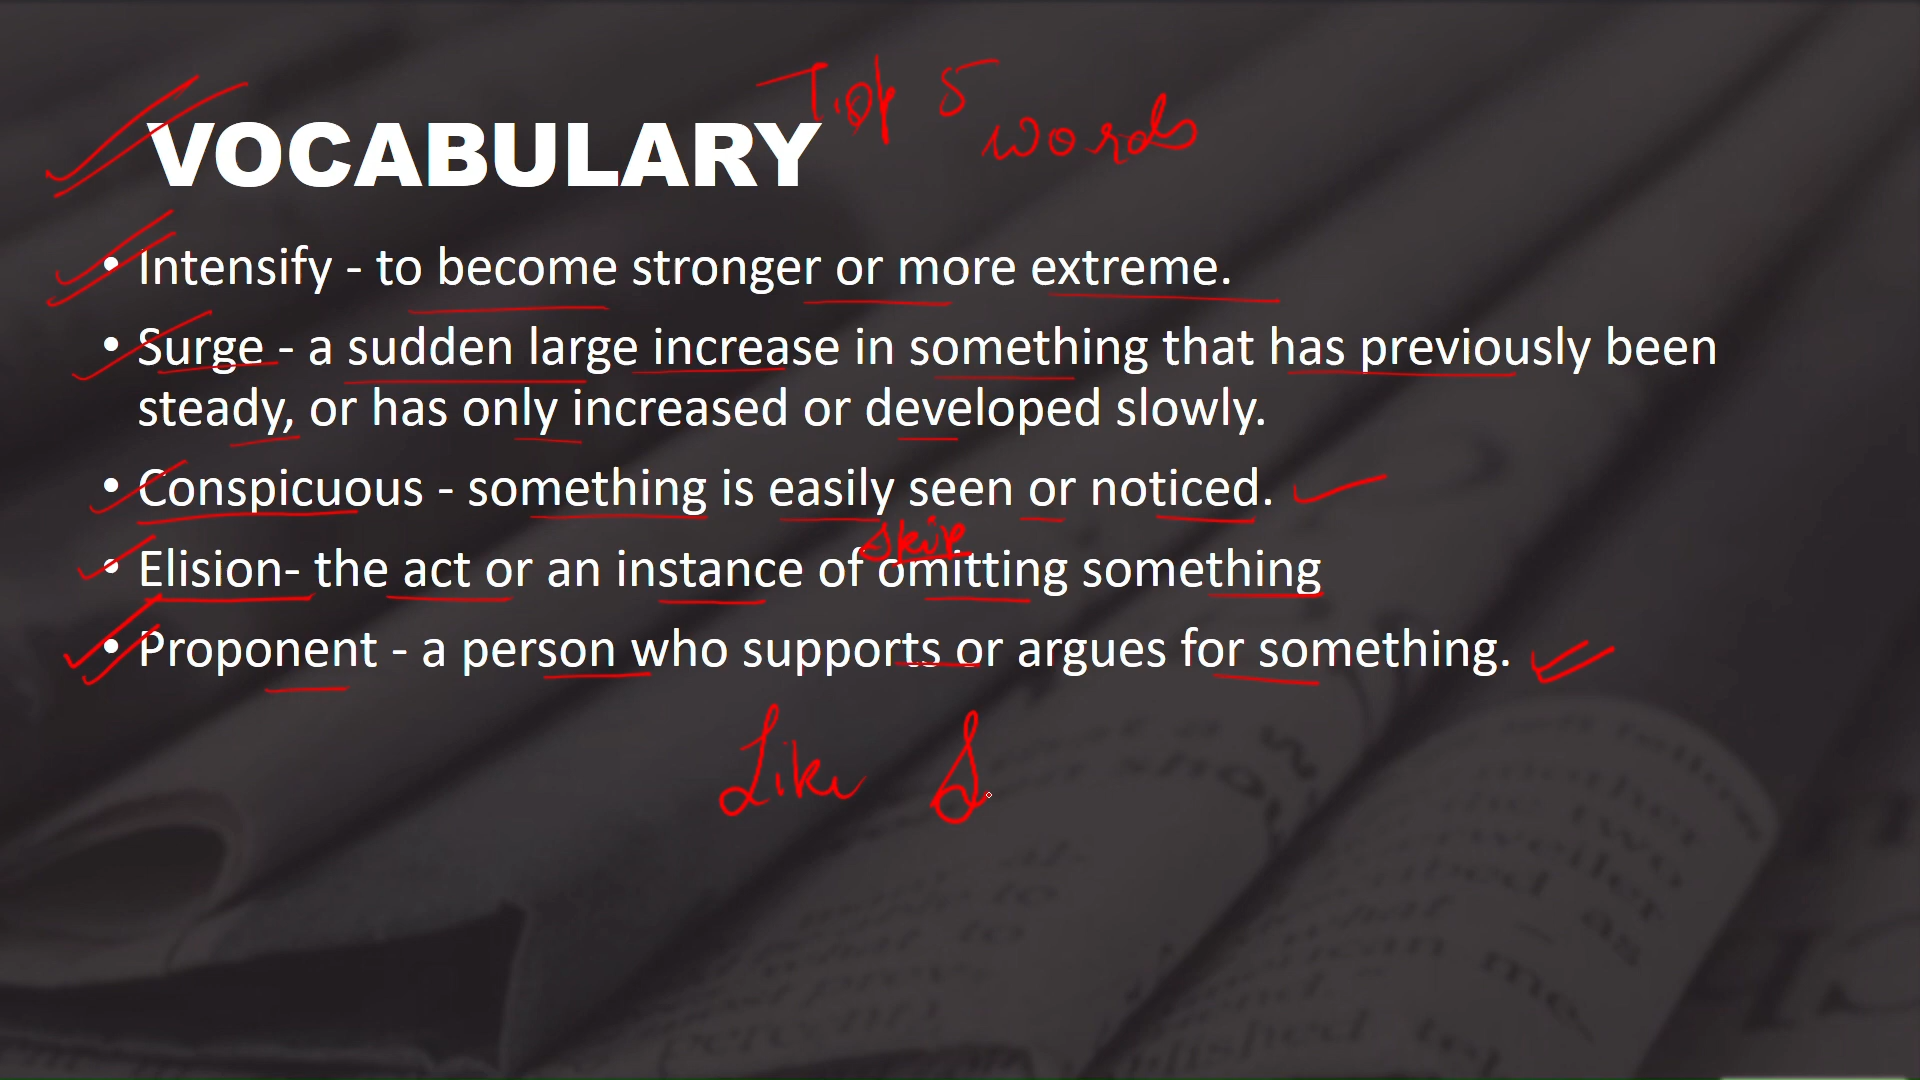 Top 5 words
VOCABULARY
• Intensify - to become stronger or more extreme.
• Surge - a sudden large increase in something that has previously been
steady, or has only increased or developed slowly.
• Conspicuous - something is easily seen or noticed.
skip
• Elision- the act or an instance of omitting something
• Proponent - a person who supports or argues for something.
Like S